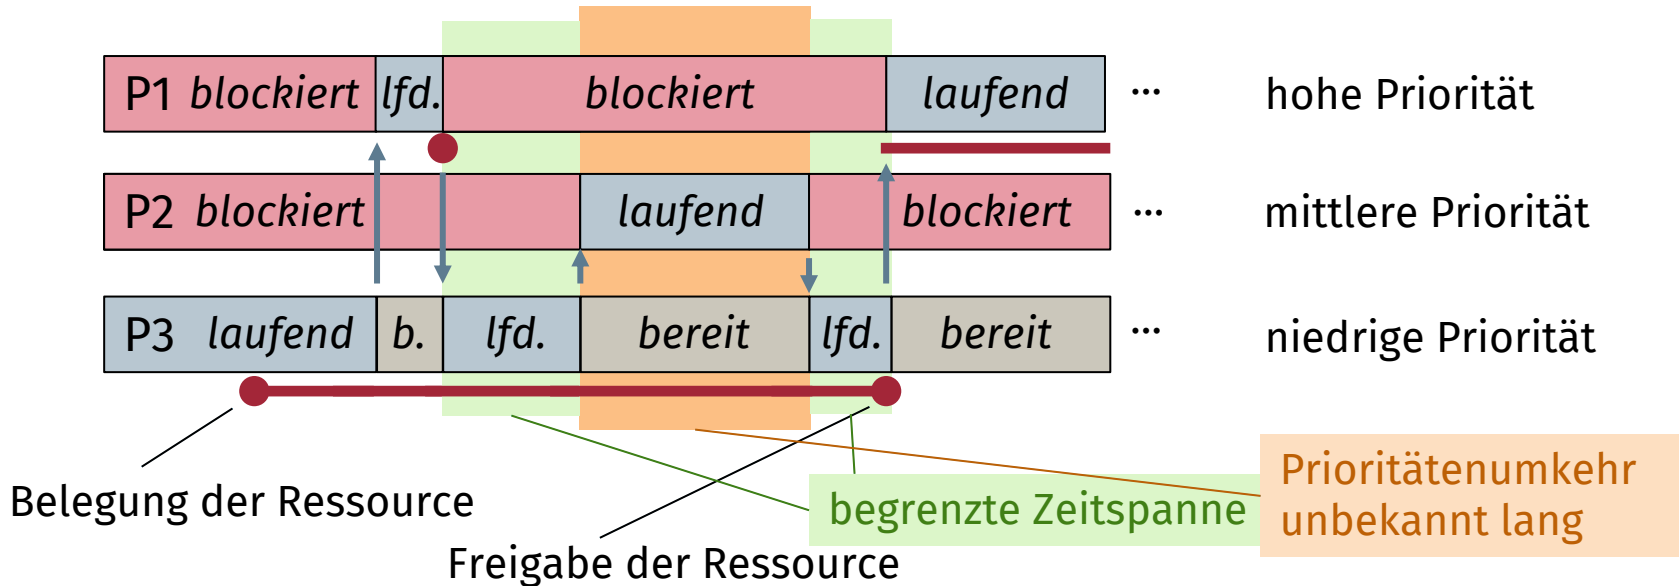 P1 blockiert lfd. blockiert laufend ... hohe Priorität
P2 blockiert laufend blockiert ... mittlere Priorität
P3 laufend b. lfd. bereit lfd. bereit ... niedrige Priorität
Belegung der Ressource
Freigabe der Ressource
begrenzte Zeitspanne
Prioritätenumkehr
unbekannt lang